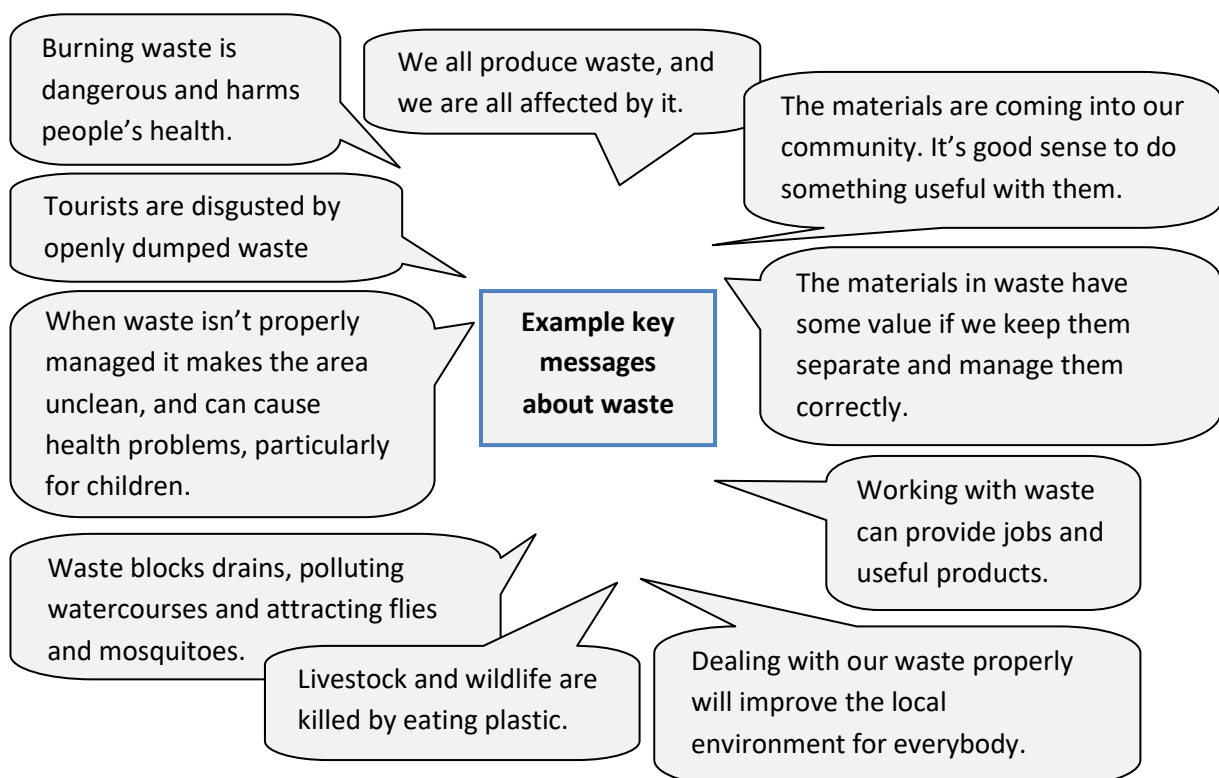 Burning waste is
dangerous and harms
people’s health.
We all produce waste, and
we are all affected by it.
The materials are coming into our
community. It’s good sense to do
something useful with them.
Tourists are disgusted by
openly dumped waste
The materials in waste have
some value if we keep them
separate and manage them
correctly.
When waste isn’t properly
managed it makes the area
unclean, and can cause
health problems, particularly
for children.
Example key
messages
about waste
Working with waste
can provide jobs and
useful products.
Waste blocks drains, polluting
watercourses and attracting flies
and mosquitoes.
Livestock and wildlife are
killed by eating plastic.
Dealing with our waste properly
will improve the local
environment for everybody.